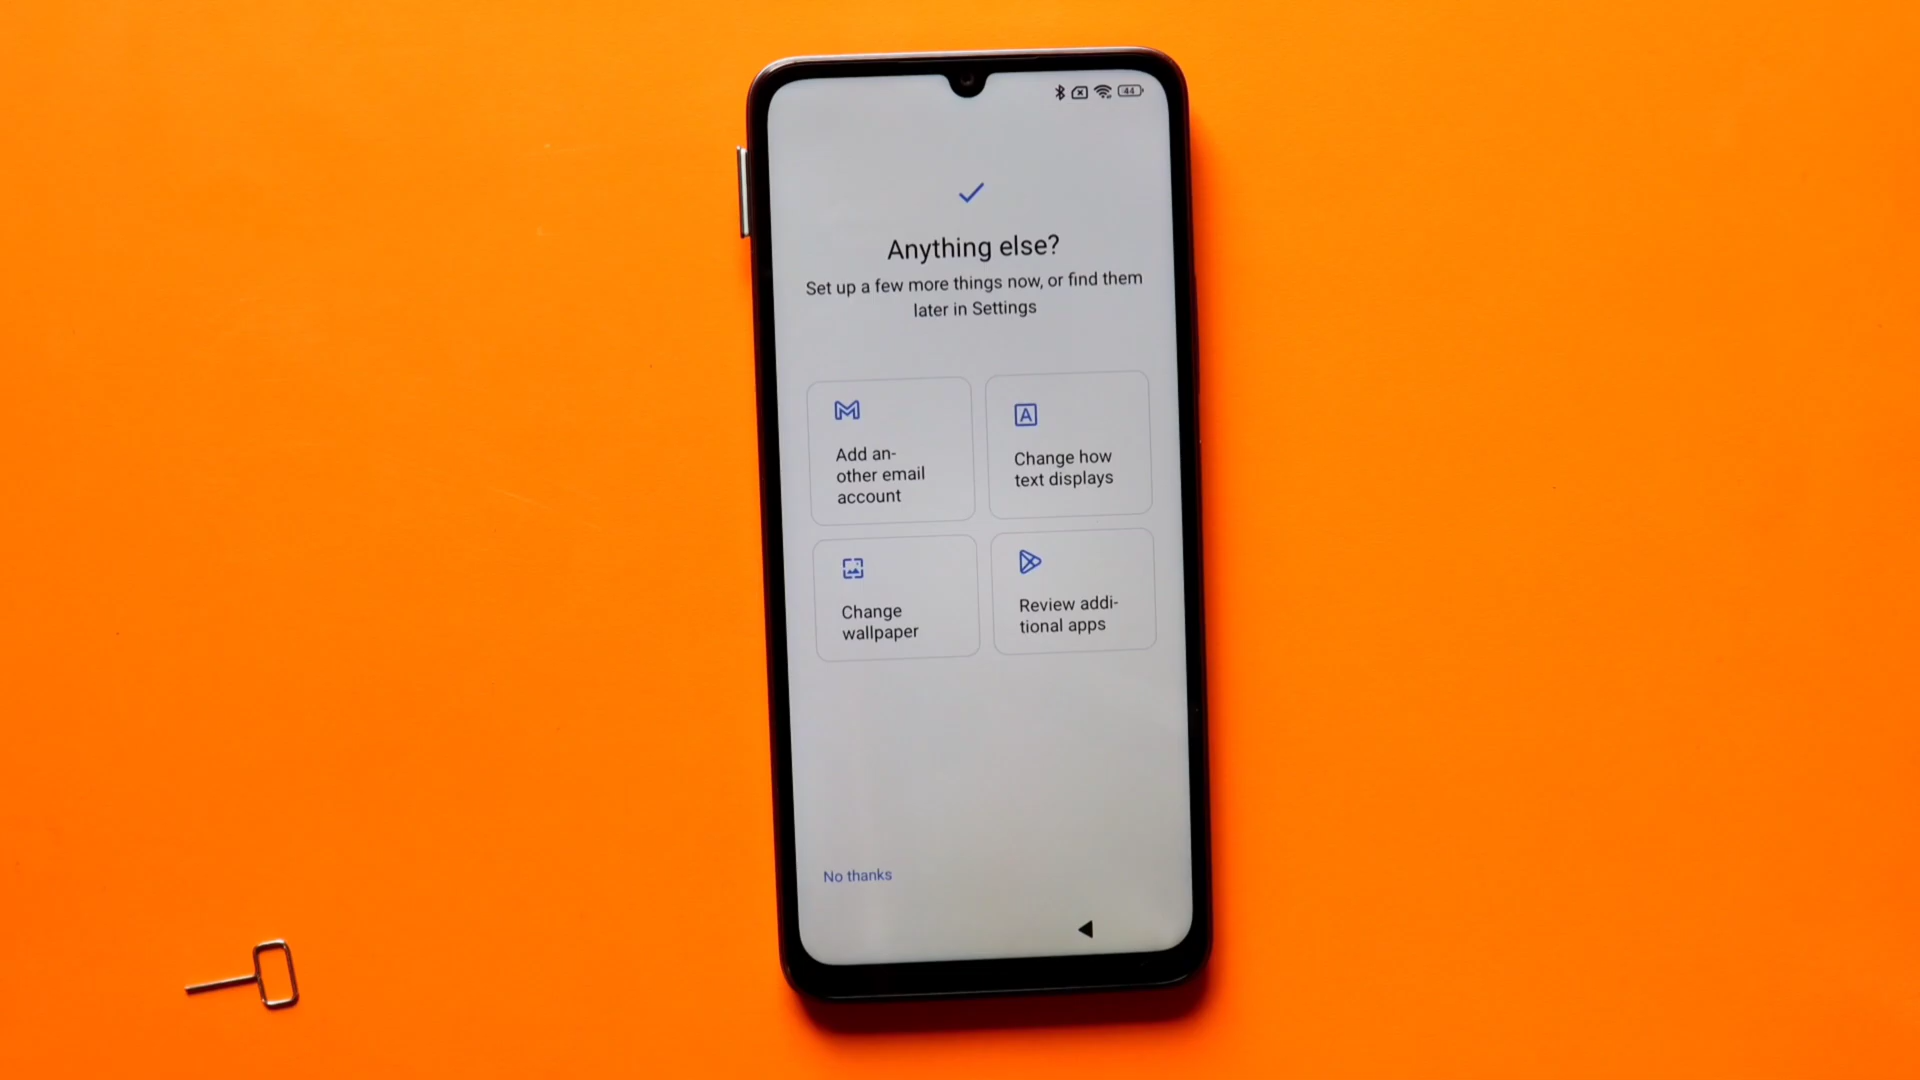 44
Anything else?
Set up a few more things now, or find them
later in Settings
Add an-
other email
account
Change how
text displays
Change
wallpaper
Review addi-
tional apps
No thanks